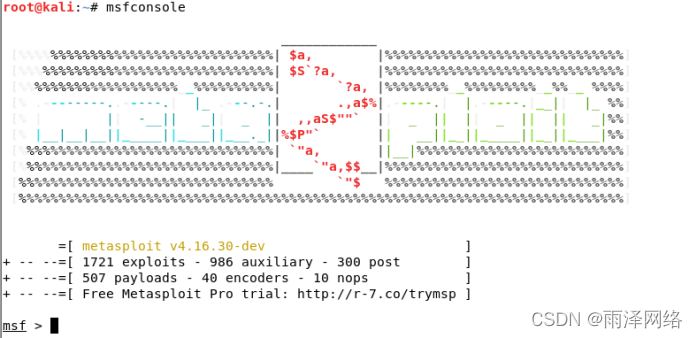 root@kali:~# msfconsole
=[ metasploit v4.16.30-dev ]
+ -- --=[ 1721 exploits - 986 auxiliary - 300 post ]
+ -- --=[ 507 payloads - 40 encoders - 10 nops ]
+ -- --=[ Free Metasploit Pro trial: http://r-7.co/trymsp ]
msf >
CSDN @雨泽网络